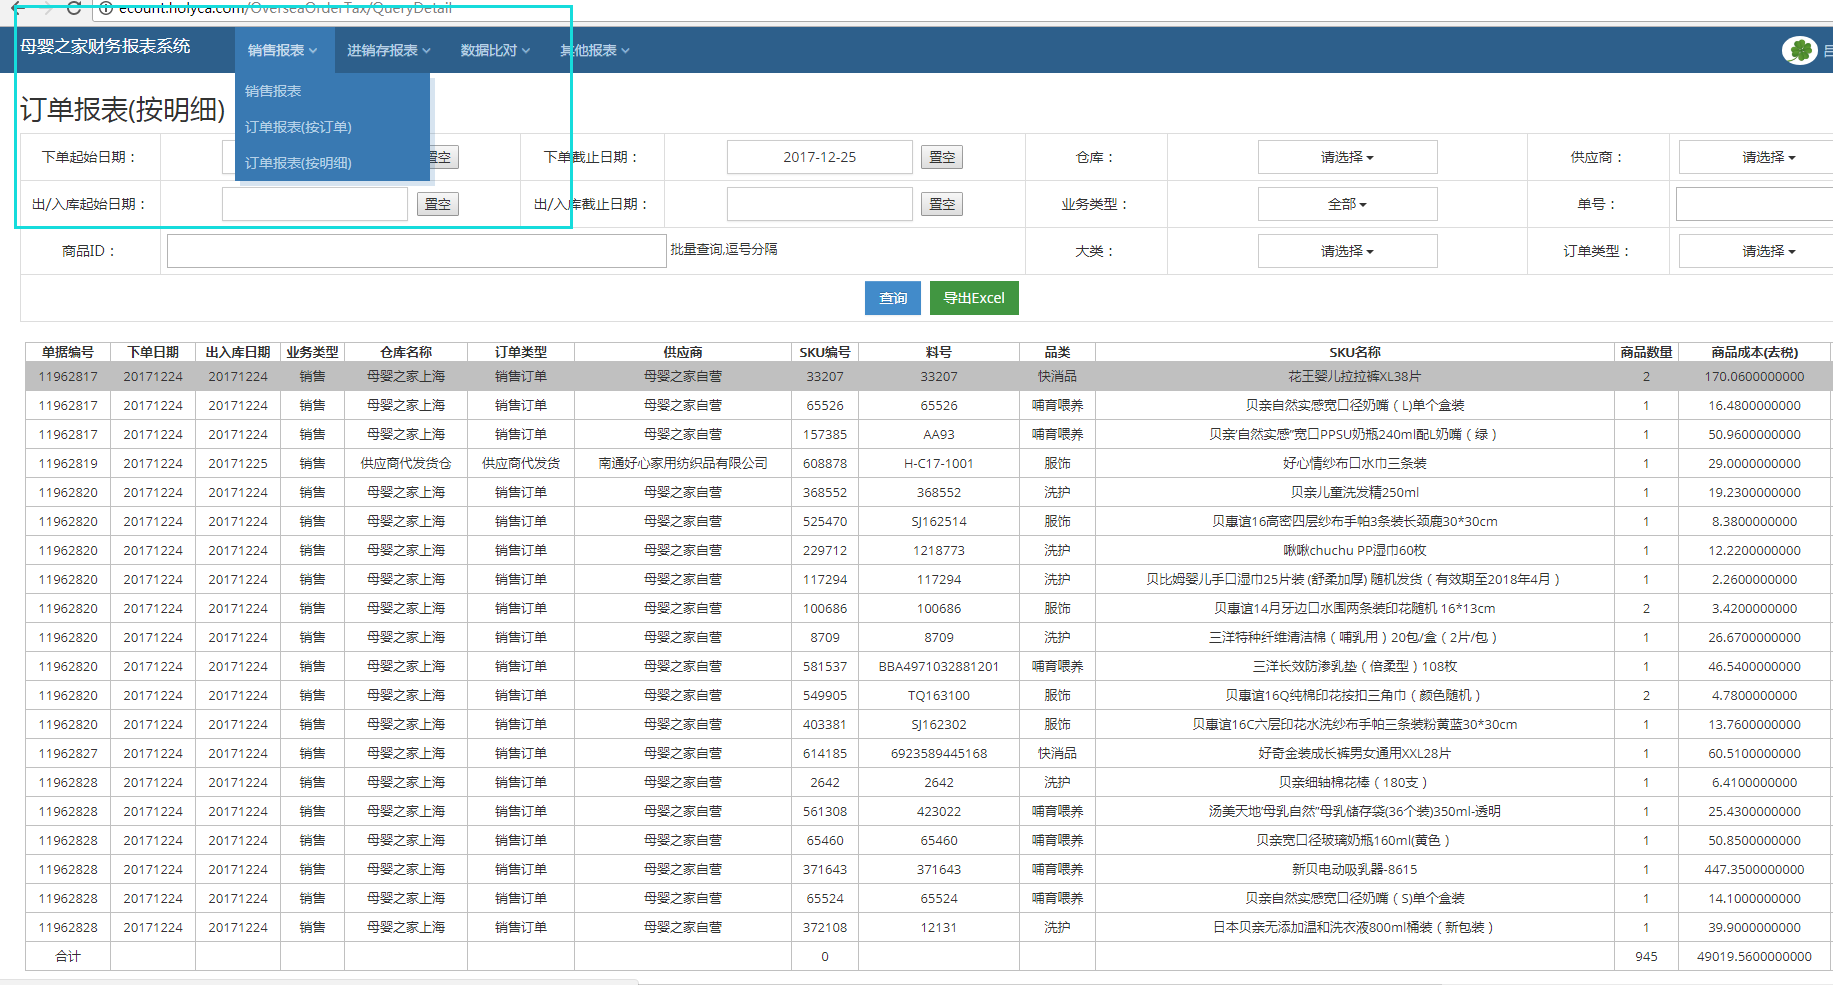 ecount.holyca.com/OverseaOrderTax/QueryDetail
母婴之家财务报表系统 销售报表 进销存报表 数据比对 其他报表
销售报表
订单报表(按订单)
订单报表(按明细)
订单报表(按明细)
下单起始日期： 置空 下单截止日期： 2017-12-25 置空 仓库： 请选择 供应商： 请选择
出/入库起始日期： 置空 出/入库截止日期： 置空 业务类型： 全部 单号：
商品ID： 批量查询,逗号分隔 大类： 请选择 订单类型： 请选择
查询 导出Excel
单据编号 下单日期 出入库日期 业务类型 仓库名称 订单类型 供应商 SKU编号 料号 品类 SKU名称 商品数量 商品成本(去税)
11962817 20171224 20171224 销售 母婴之家上海 销售订单 母婴之家自营 33207 33207 快消品 花王婴儿拉拉裤XL38片 2 170.0600000000
11962817 20171224 20171224 销售 母婴之家上海 销售订单 母婴之家自营 65526 65526 哺育喂养 贝亲自然实感宽口径奶嘴（L)单个盒装 1 16.4800000000
11962817 20171224 20171224 销售 母婴之家上海 销售订单 母婴之家自营 157385 AA93 哺育喂养 贝亲“自然实感”宽口PPSU奶瓶240ml配L奶嘴（绿） 1 50.9600000000
11962819 20171224 20171225 销售 供应商代发货仓 供应商代发货 南通好心家用纺织品有限公司 608878 H-C17-1001 服饰 好心情纱布口水巾三条装 1 29.0000000000
11962820 20171224 20171224 销售 母婴之家上海 销售订单 母婴之家自营 368552 368552 洗护 贝亲儿童洗发精250ml 1 19.2300000000
11962820 20171224 20171224 销售 母婴之家上海 销售订单 母婴之家自营 525470 SJ162514 服饰 贝惠谊16高密四层纱布手帕3条装长颈鹿30*30cm 1 8.3800000000
11962820 20171224 20171224 销售 母婴之家上海 销售订单 母婴之家自营 229712 1218773 洗护 啾啾chuchu PP湿巾60枚 1 12.2200000000
11962820 20171224 20171224 销售 母婴之家上海 销售订单 母婴之家自营 117294 117294 洗护 贝比姆婴儿手口湿巾25片装 (舒柔加厚) 随机发货（有效期至2018年4月） 1 2.2600000000
11962820 20171224 20171224 销售 母婴之家上海 销售订单 母婴之家自营 100686 100686 服饰 贝惠谊14月牙边口水围两条装印花随机 16*13cm 2 3.4200000000
11962820 20171224 20171224 销售 母婴之家上海 销售订单 母婴之家自营 8709 8709 洗护 三洋特种纤维清洁棉（哺乳用）20包/盒（2片/包） 1 26.6700000000
11962820 20171224 20171224 销售 母婴之家上海 销售订单 母婴之家自营 581537 BBA4971032881201 哺育喂养 三洋长效防渗乳垫（倍柔型）108枚 1 46.5400000000
11962820 20171224 20171224 销售 母婴之家上海 销售订单 母婴之家自营 549905 TQ163100 服饰 贝惠谊16Q纯棉印花按扣三角巾（颜色随机） 2 4.7800000000
11962820 20171224 20171224 销售 母婴之家上海 销售订单 母婴之家自营 403381 SJ162302 服饰 贝惠谊16C六层印花水洗纱布手帕三条装粉黄蓝30*30cm 1 13.7600000000
11962827 20171224 20171224 销售 母婴之家上海 销售订单 母婴之家自营 614185 6923589445168 快消品 好奇金装成长裤男女通用XXL28片 1 60.5100000000
11962828 20171224 20171224 销售 母婴之家上海 销售订单 母婴之家自营 2642 2642 洗护 贝亲细轴棉花棒（180支） 1 6.4100000000
11962828 20171224 20171224 销售 母婴之家上海 销售订单 母婴之家自营 561308 423022 哺育喂养 汤美天地“母乳自然”母乳储存袋(36个装)350ml-透明 1 25.4300000000
11962828 20171224 20171224 销售 母婴之家上海 销售订单 母婴之家自营 65460 65460 哺育喂养 贝亲宽口径玻璃奶瓶160ml(黄色） 1 50.8500000000
11962828 20171224 20171224 销售 母婴之家上海 销售订单 母婴之家自营 371643 371643 哺育喂养 新贝电动吸乳器-8615 1 447.3500000000
11962828 20171224 20171224 销售 母婴之家上海 销售订单 母婴之家自营 65524 65524 哺育喂养 贝亲自然实感宽口径奶嘴（S)单个盒装 1 14.1000000000
11962828 20171224 20171224 销售 母婴之家上海 销售订单 母婴之家自营 372108 12131 洗护 日本贝亲无添加温和洗衣液800ml桶装（新包装） 1 39.9000000000
合计 0 945 49019.5600000000